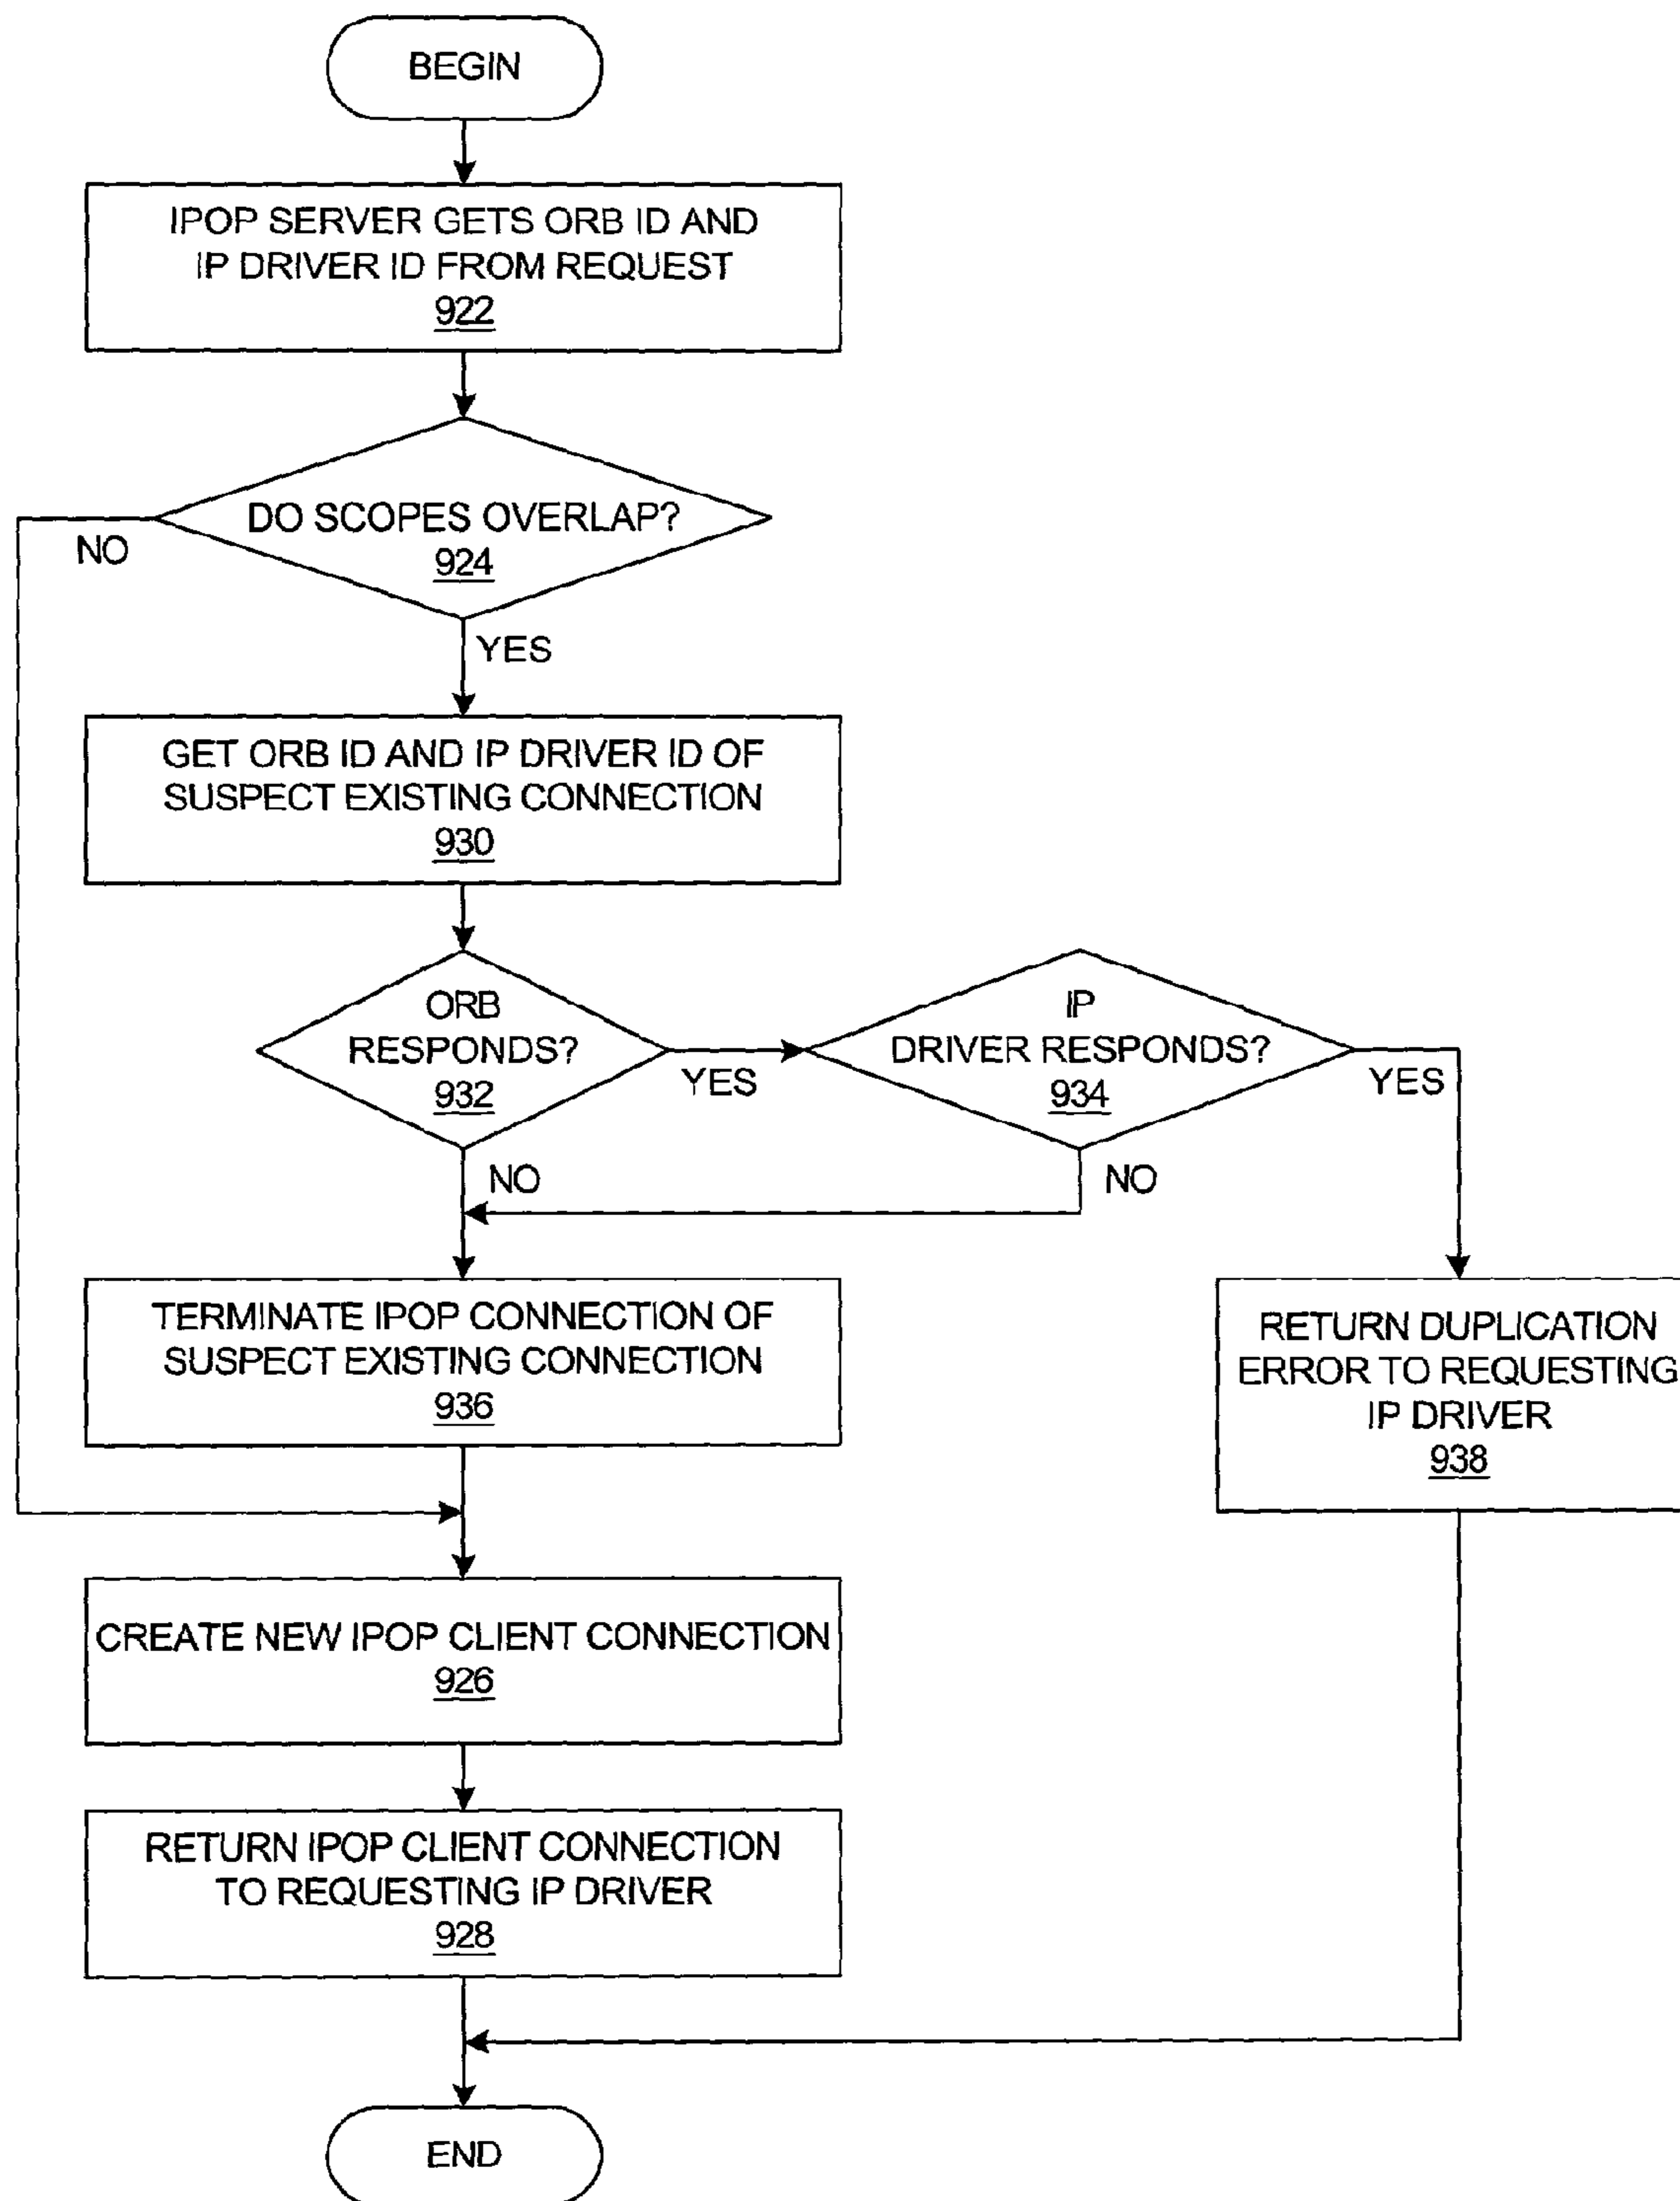 BEGIN
IPOP SERVER GETS ORB ID AND
IP DRIVER ID FROM REQUEST
922
DO SCOPES OVERLAP?
924
NO
YES
GET ORB ID AND IP DRIVER ID OF
SUSPECT EXISTING CONNECTION
930
ORB
RESPONDS?
932
YES
IP
DRIVER RESPONDS?
934
YES
NO
NO
TERMINATE IPOP CONNECTION OF
SUSPECT EXISTING CONNECTION
936
RETURN DUPLICATION
ERROR TO REQUESTING
IP DRIVER
938
CREATE NEW IPOP CLIENT CONNECTION
926
RETURN IPOP CLIENT CONNECTION
TO REQUESTING IP DRIVER
928
END